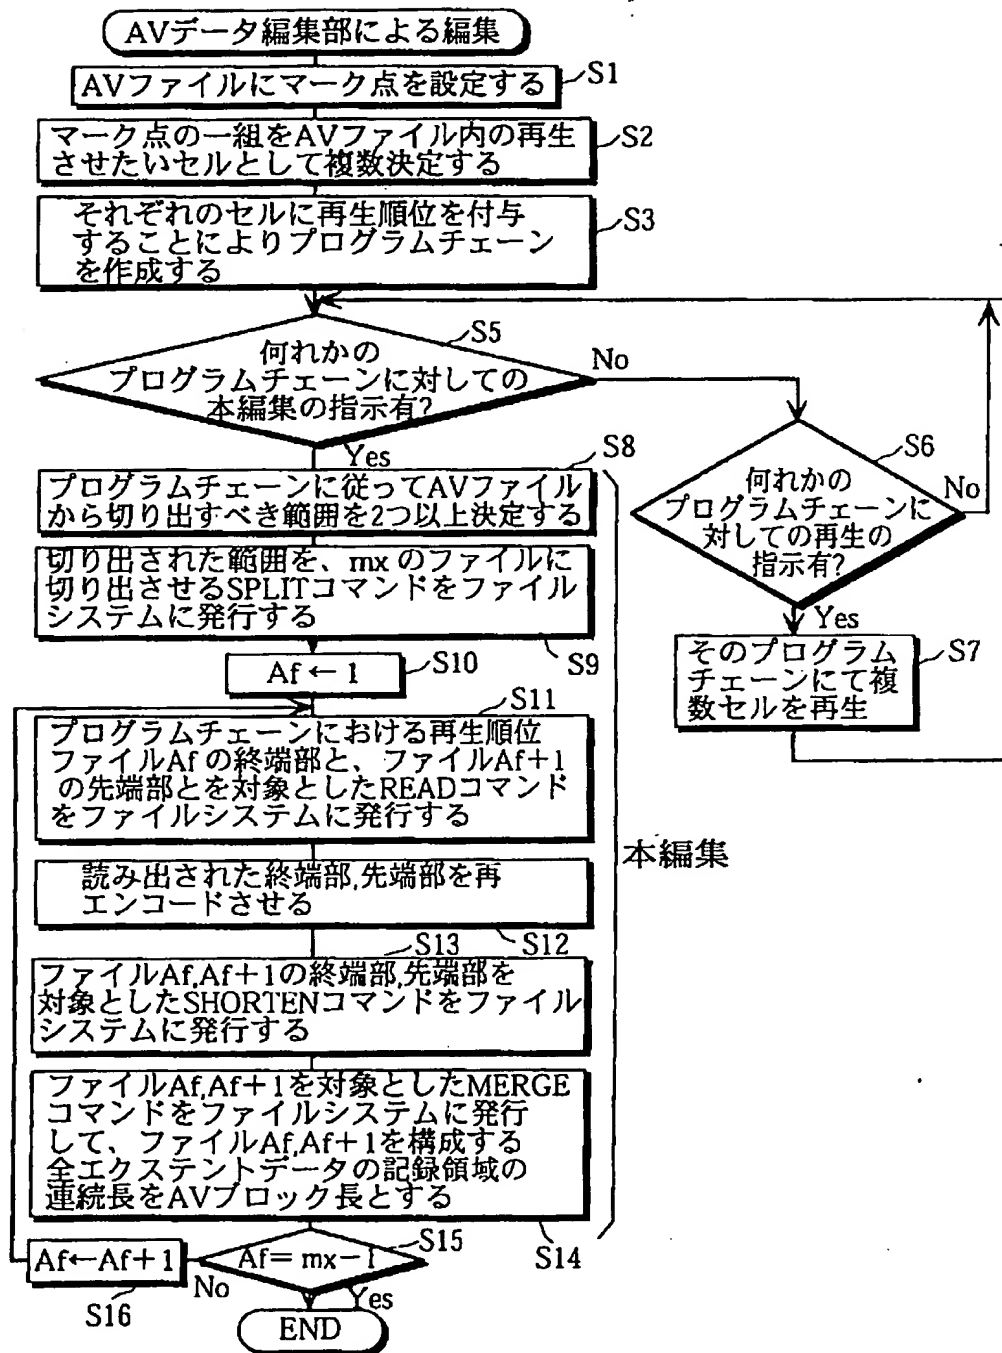 AVデータ編集部による編集
AVファイルにマーク点を設定する
S1
マーク点の一組をAVファイル内の再生
させたいセルとして複数決定する
S2
それぞれのセルに再生順位を付与
することによりプログラムチェーン
を作成する
S3
S5
何れかの
プログラムチェーンに対しての
本編集の指示有?
No
Yes
S6
何れかの
プログラムチェーンに
対しての再生の
指示有?
No
Yes
S7
そのプログラム
チェーンにて複
数セルを再生
S8
プログラムチェーンに従ってAVファイル
から切り出すべき範囲を2つ以上決定する
切り出された範囲を、mxのファイルに
切り出させるSPLITコマンドをファイル
システムに発行する
S9
Af←1
S10
S11
プログラムチェーンにおける再生順位
ファイルAfの終端部と、ファイルAf+1
の先端部とを対象としたREADコマンド
をファイルシステムに発行する
本編集
読み出された終端部,先端部を再
エンコードさせる
S12
S13
ファイルAf,Af+1の終端部,先端部を
対象としたSHORTENコマンドをファイル
システムに発行する
ファイルAf,Af+1を対象としたMERGE
コマンドをファイルシステムに発行
して、ファイルAf,Af+1を構成する
全エクステントデータの記録領域の
連続長をAVブロック長とする
S14
Af=mx-1
S15
Af←Af+1
No
S16
Yes
END